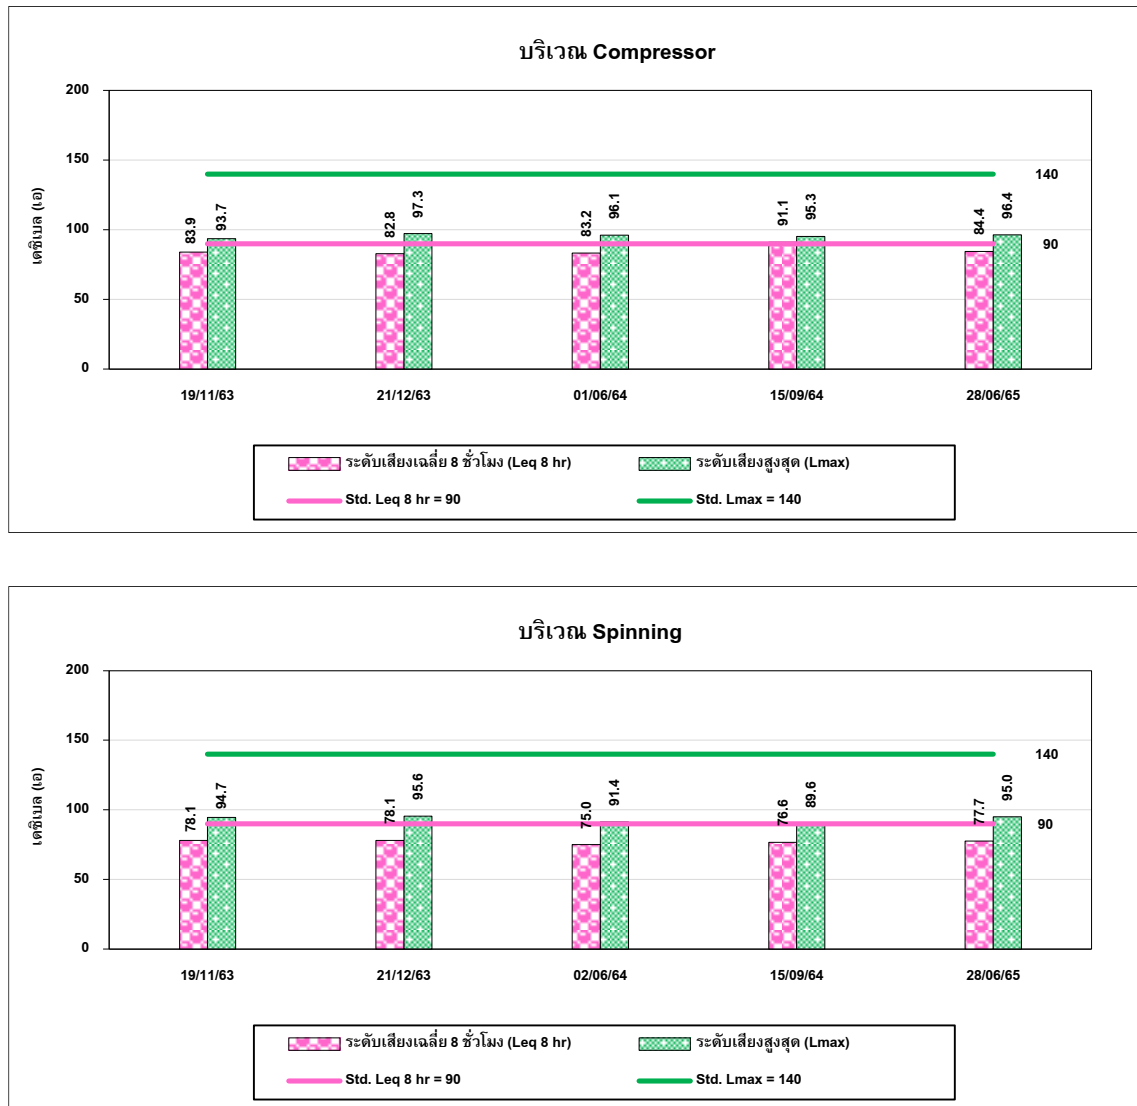 บริเวณ Compressor
200
150
100
50
0
เดซิเบล (เอ)
83.9 93.7 82.8 97.3 83.2 96.1 91.1 95.3 84.4 96.4
140
90
19/11/63 21/12/63 01/06/64 15/09/64 28/06/65
ระดับเสียงเฉลี่ย 8 ชั่วโมง (Leq 8 hr) ระดับเสียงสูงสุด (Lmax)
Std. Leq 8 hr = 90 Std. Lmax = 140
บริเวณ Spinning
200
150
100
50
0
เดซิเบล (เอ)
78.1 94.7 78.1 95.6 75.0 91.4 76.6 89.6 77.7 95.0
140
90
19/11/63 21/12/63 02/06/64 15/09/64 28/06/65
ระดับเสียงเฉลี่ย 8 ชั่วโมง (Leq 8 hr) ระดับเสียงสูงสุด (Lmax)
Std. Leq 8 hr = 90 Std. Lmax = 140